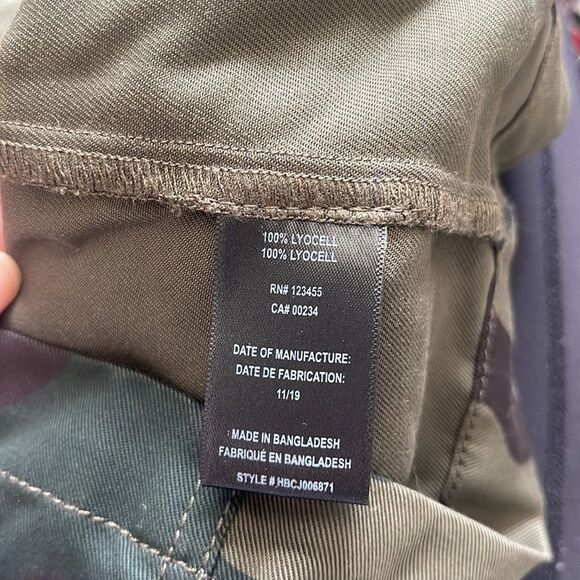 100% LYOCELL
100% LYOCELL
RN# 123455
CA# 00234
DATE OF MANUFACTURE:
DATE DE FABRICATION:
11/19
MADE IN BANGLADESH
FABRIQUÉ EN BANGLADESH
STYLE # HBCJ006871